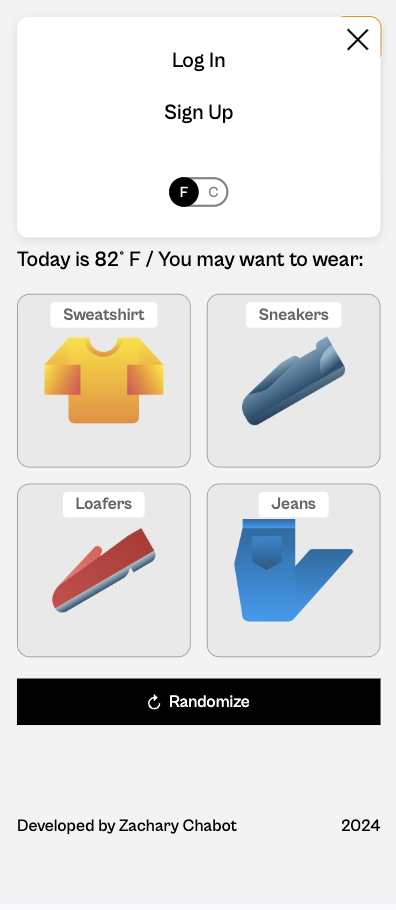 Log In
Sign Up
F C
Today is 82° F / You may want to wear:
Sweatshirt
Sneakers
Loafers
Jeans
Randomize
Developed by Zachary Chabot
2024